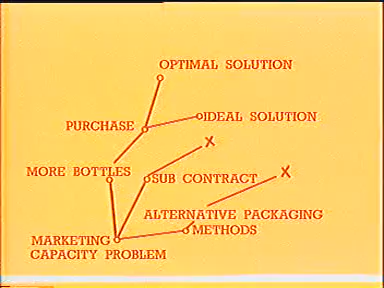 OPTIMAL SOLUTION
PURCHASE
IDEAL SOLUTION
X
MORE BOTTLES
SUB CONTRACT
X
ALTERNATIVE PACKAGING
METHODS
MARKETING
CAPACITY PROBLEM